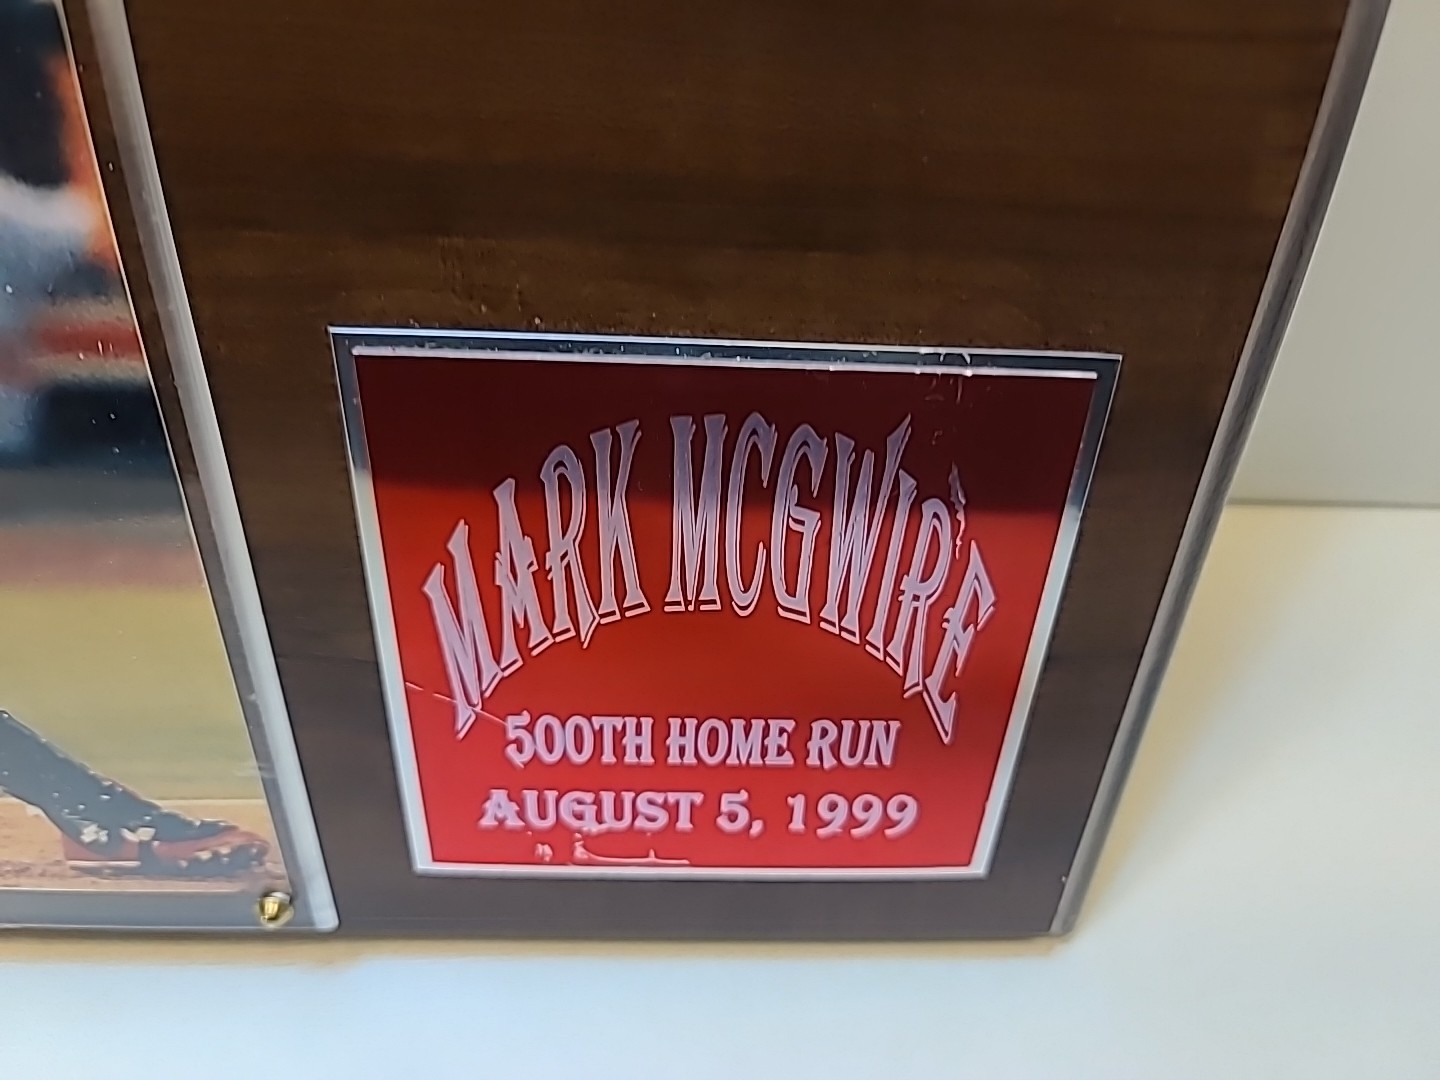 MARK MCGWIRE
500TH HOME RUN
AUGUST 5, 1999